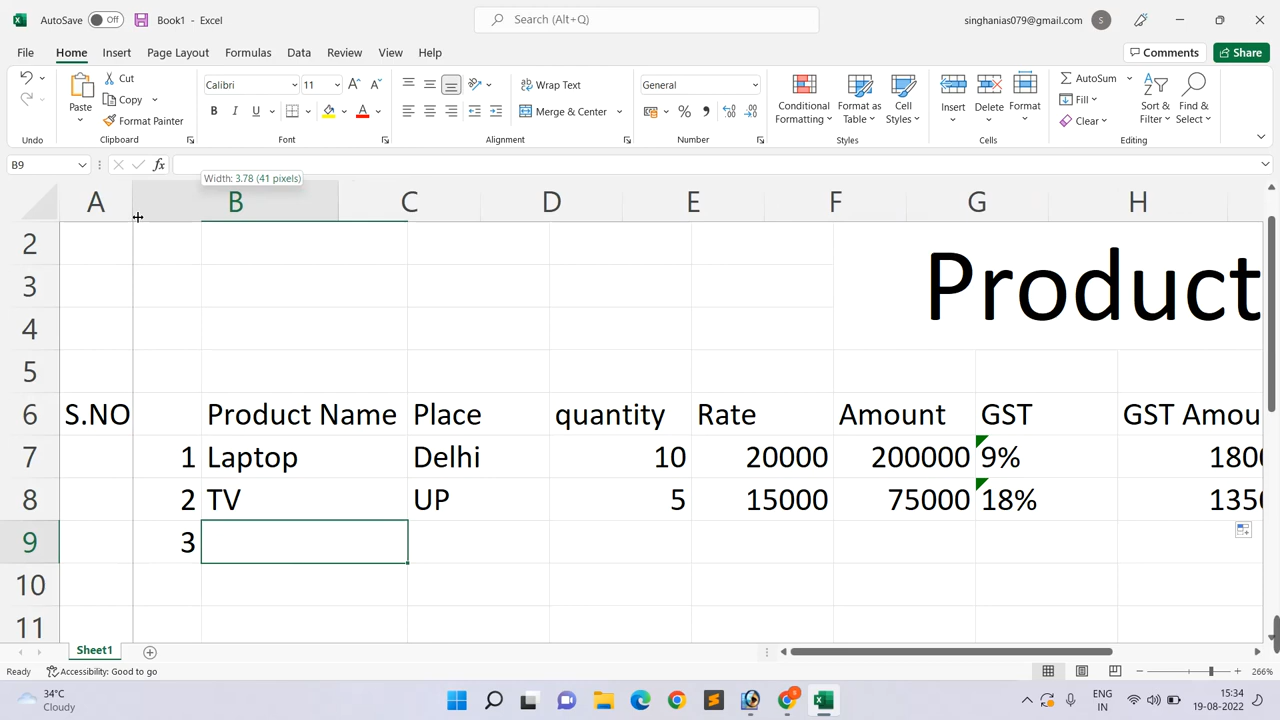 AutoSave Off Book1 - Excel Search (Alt+Q) singhanias079@gmail.com S
File Home Insert Page Layout Formulas Data Review View Help Comments Share
Paste Cut Copy Format Painter
Calibri 11 B I U A
Wrap Text Merge & Center
General % ,
Conditional Formatting Format as Table Cell Styles
Insert Delete Format
AutoSum Fill Clear Sort & Filter Find & Select
Undo Clipboard Font Alignment Number Styles Cells Editing
B9 fx
Width: 3.78 (41 pixels)
A B C D E F G H
2
3 Product
4
5
6 S.NO Product Name Place quantity Rate Amount GST GST Amou
7 1 Laptop Delhi 10 20000 200000 9% 1800
8 2 TV UP 5 15000 75000 18% 1350
9 3
10
11
Sheet1
Ready Accessibility: Good to go 266%
34°C
Cloudy
ENG
IN
15:34
19-08-2022